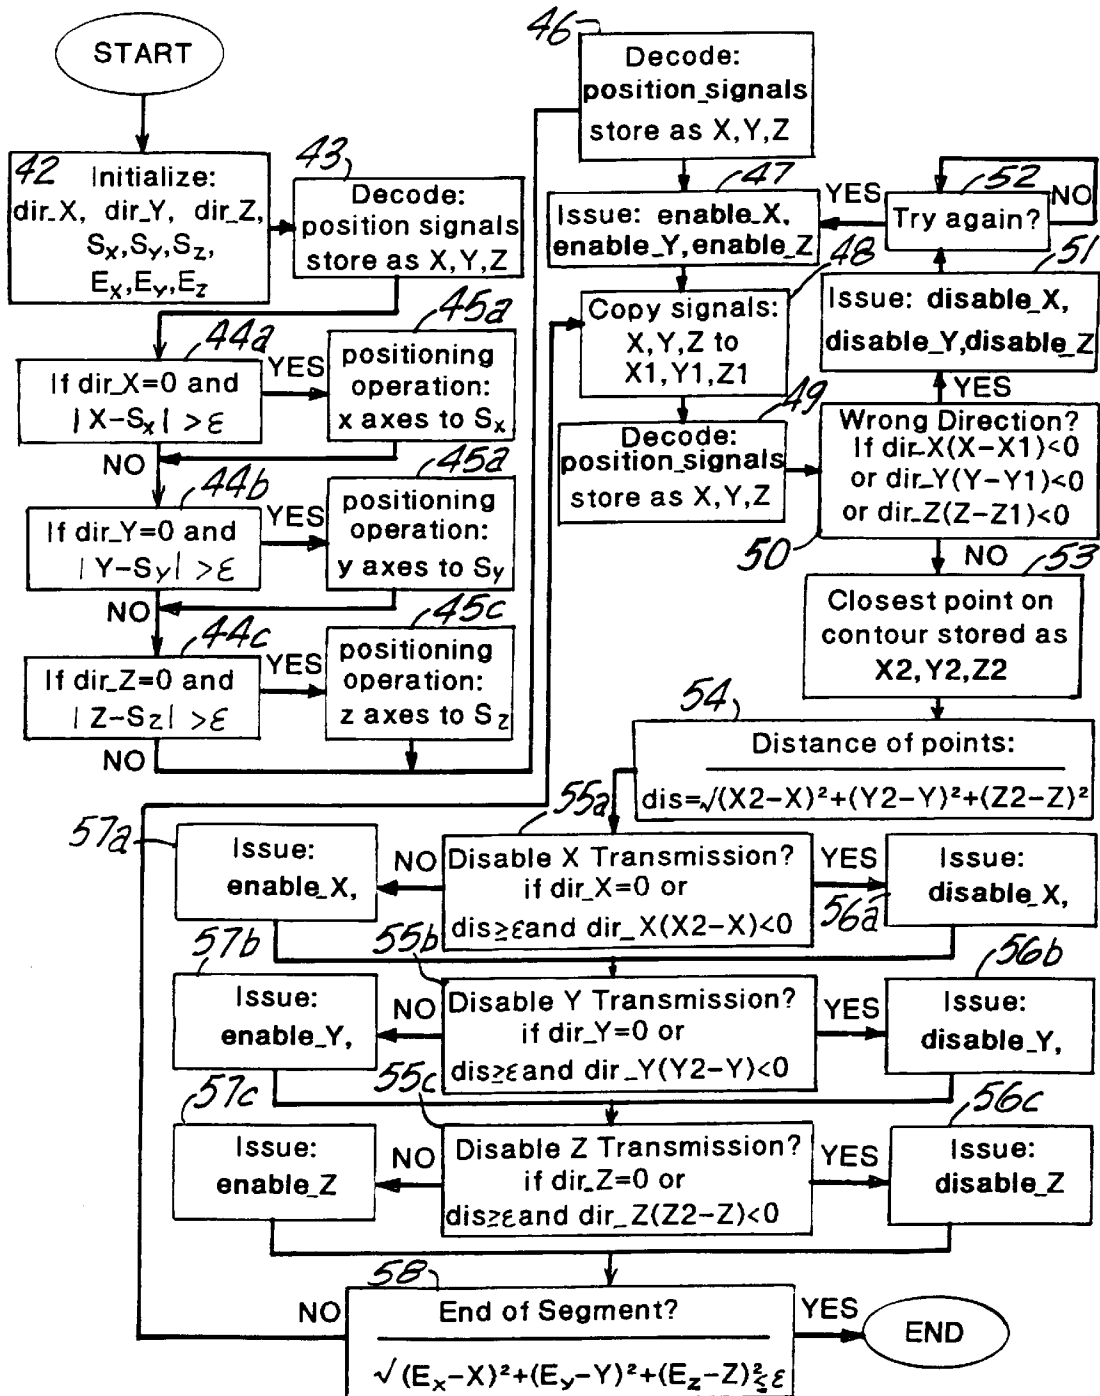 START
42
Initialize:
dir_X, dir_Y, dir_Z,
Sx,Sy,Sz,
Ex,Ey,Ez
43
Decode:
position signals
store as X,Y,Z
44a
If dir_X=0 and
|X-Sx| >ε
YES
NO
45a
positioning
operation:
x axes to Sx
44b
If dir_Y=0 and
|Y-Sy| >ε
YES
NO
45a
positioning
operation:
y axes to Sy
44c
If dir_Z=0 and
|Z-Sz| >ε
YES
NO
45c
positioning
operation:
z axes to Sz
46
Decode:
position_signals
store as X,Y,Z
47
Issue: enable_X,
enable_Y,enable_Z
48
Copy signals:
X,Y,Z to
X1,Y1,Z1
49
Decode:
position_signals
store as X,Y,Z
50
Wrong Direction?
If dir_X(X-X1)<0
or dir_Y(Y-Y1)<0
or dir_Z(Z-Z1)<0
YES
NO
51
Issue: disable_X,
disable_Y,disable_Z
52
Try again?
YES
NO
53
Closest point on
contour stored as
X2,Y2,Z2
54
Distance of points:
dis=√(X2-X)²+(Y2-Y)²+(Z2-Z)²
55a
Disable X Transmission?
if dir_X=0 or
dis≥ε and dir_X(X2-X)<0
NO
YES
57a
Issue:
enable_X,
56a
Issue:
disable_X,
55b
Disable Y Transmission?
if dir_Y=0 or
dis≥ε and dir_Y(Y2-Y)<0
NO
YES
57b
Issue:
enable_Y,
56b
Issue:
disable_Y,
55c
Disable Z Transmission?
if dir_Z=0 or
dis≥ε and dir_Z(Z2-Z)<0
NO
YES
57c
Issue:
enable_Z
56c
Issue:
disable_Z
58
End of Segment?
√(Ex-X)²+(Ey-Y)²+(Ez-Z)²≤ε
NO
YES
END